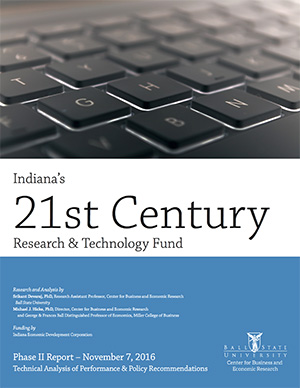 Indiana's
21st Century
Research & Technology Fund
Research and Analysis by
Srikant Devaraj, PhD, Research Assistant Professor, Center for Business and Economic Research
Ball State University
Michael J. Hicks, PhD, Director, Center for Business and Economic Research
and George & Frances Ball Distinguished Professor of Economics, Miller College of Business
Funding by
Indiana Economic Development Corporation
BALL STATE
UNIVERSITY
Center for Business and
Economic Research
Phase II Report – November 7, 2016
Technical Analysis of Performance & Policy Recommendations